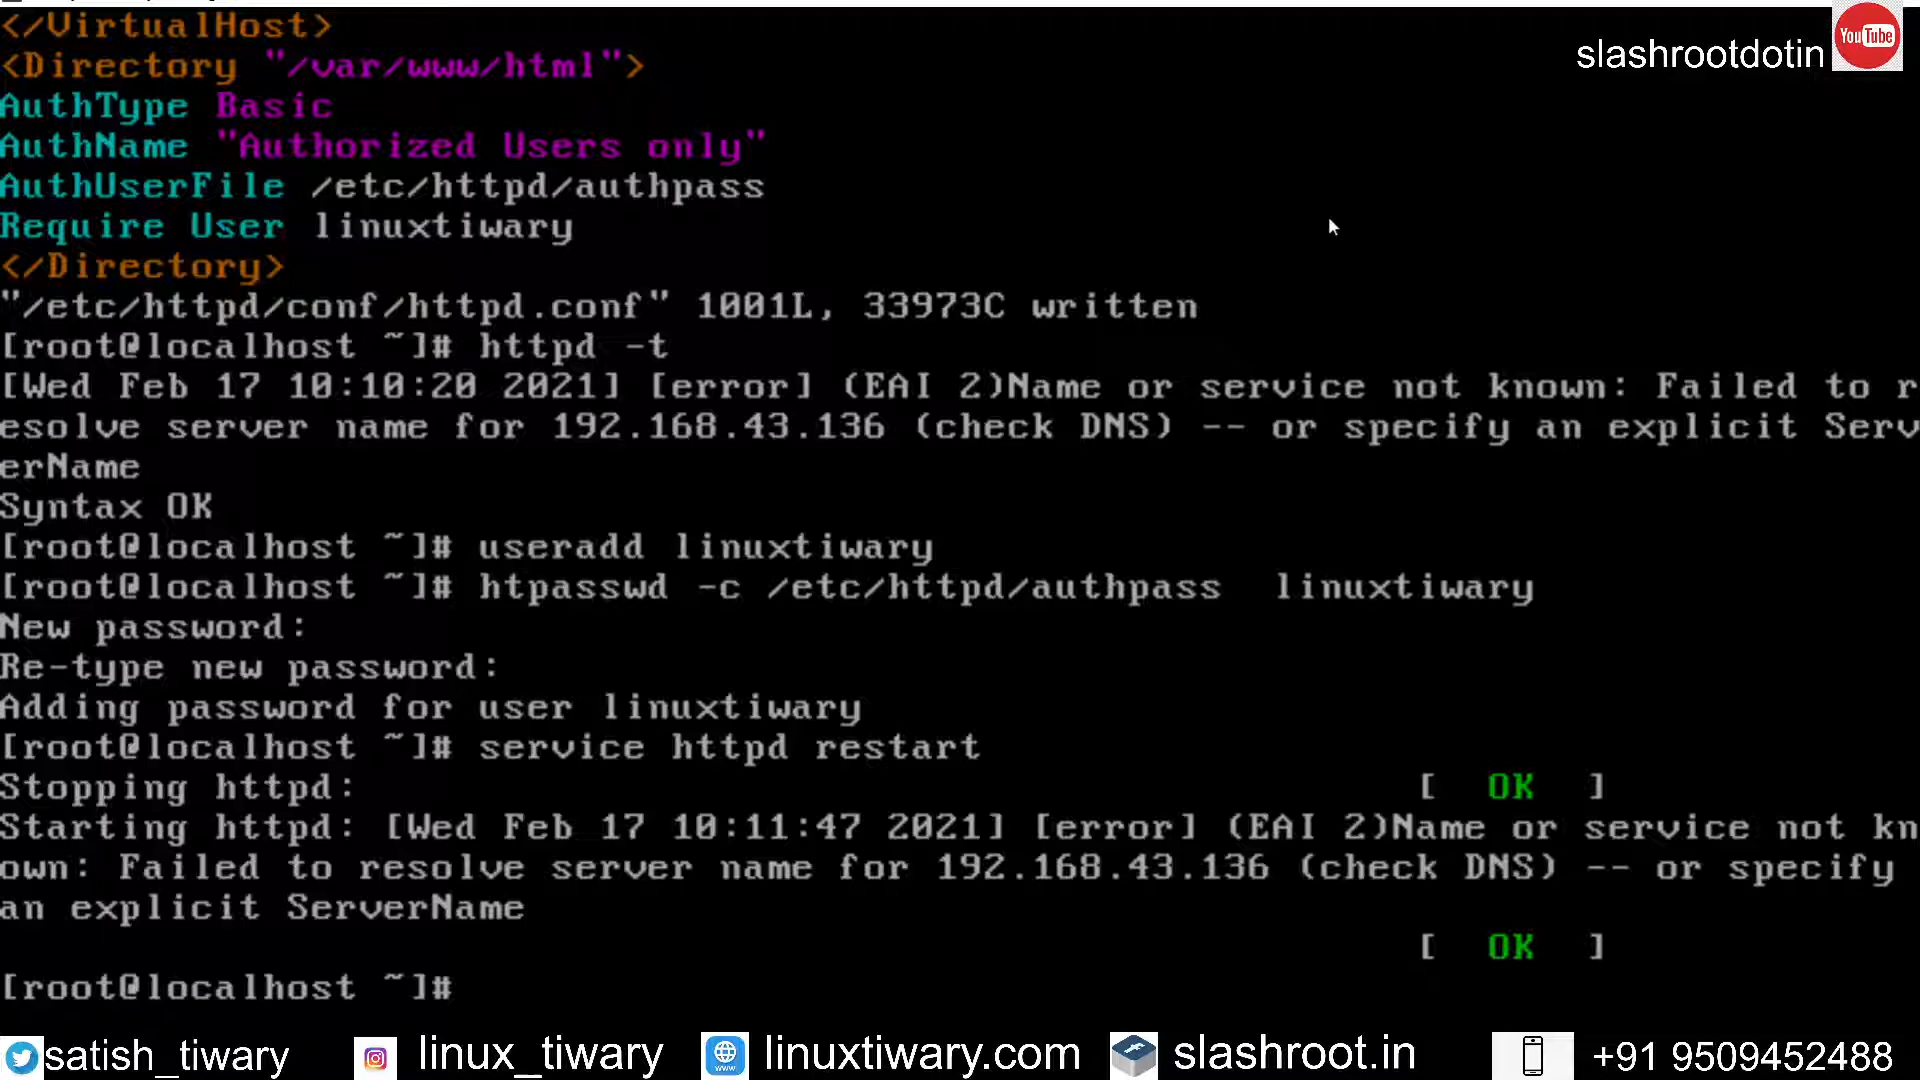 </VirtualHost>
<Directory "/var/www/html">
AuthType Basic
AuthName "Authorized Users only"
AuthUserFile /etc/httpd/authpass
Require User linuxtiwary
</Directory>
"/etc/httpd/conf/httpd.conf" 1001L, 33973C written
[root@localhost ~]# httpd -t
[Wed Feb 17 10:10:20 2021] [error] (EAI 2)Name or service not known: Failed to r
esolve server name for 192.168.43.136 (check DNS) -- or specify an explicit Serv
erName
Syntax OK
[root@localhost ~]# useradd linuxtiwary
[root@localhost ~]# htpasswd -c /etc/httpd/authpass  linuxtiwary
New password:
Re-type new password:
Adding password for user linuxtiwary
[root@localhost ~]# service httpd restart
Stopping httpd: [ OK ]
Starting httpd: [Wed Feb 17 10:11:47 2021] [error] (EAI 2)Name or service not kn
own: Failed to resolve server name for 192.168.43.136 (check DNS) -- or specify
an explicit ServerName
[ OK ]
[root@localhost ~]#
slashrootdotin YouTube
satish_tiwary linux_tiwary www linuxtiwary.com slashroot.in +91 9509452488